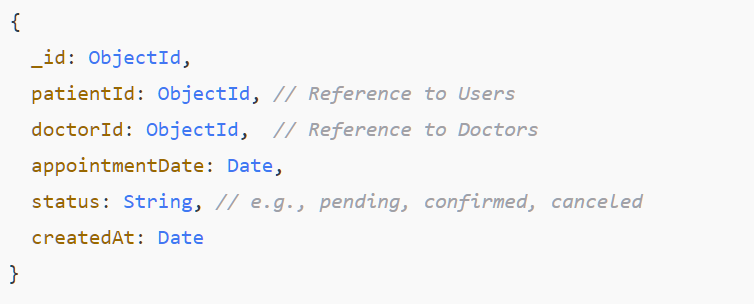 {
_id: ObjectId,
patientId: ObjectId, // Reference to Users
doctorId: ObjectId,  // Reference to Doctors
appointmentDate: Date,
status: String, // e.g., pending, confirmed, canceled
createdAt: Date
}